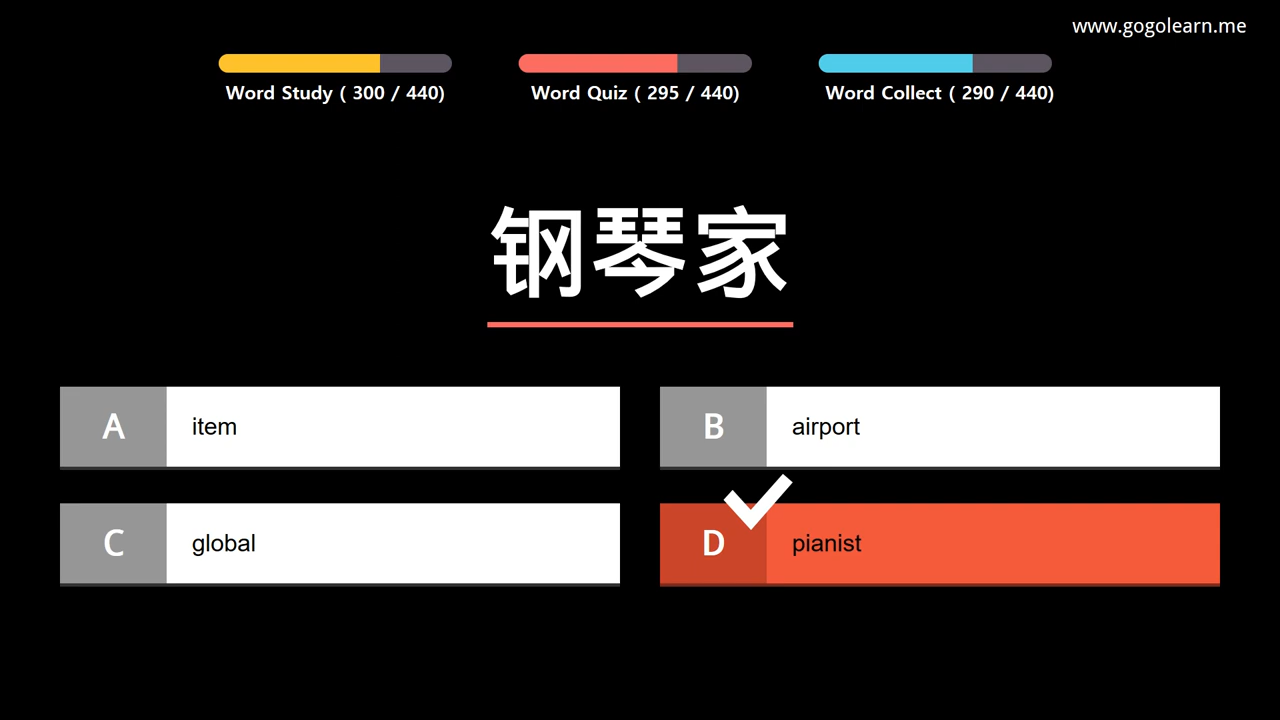 www.gogolearn.me
Word Study ( 300 / 440)
Word Quiz ( 295 / 440)
Word Collect ( 290 / 440)
钢琴家
A item
B airport
C global
D pianist